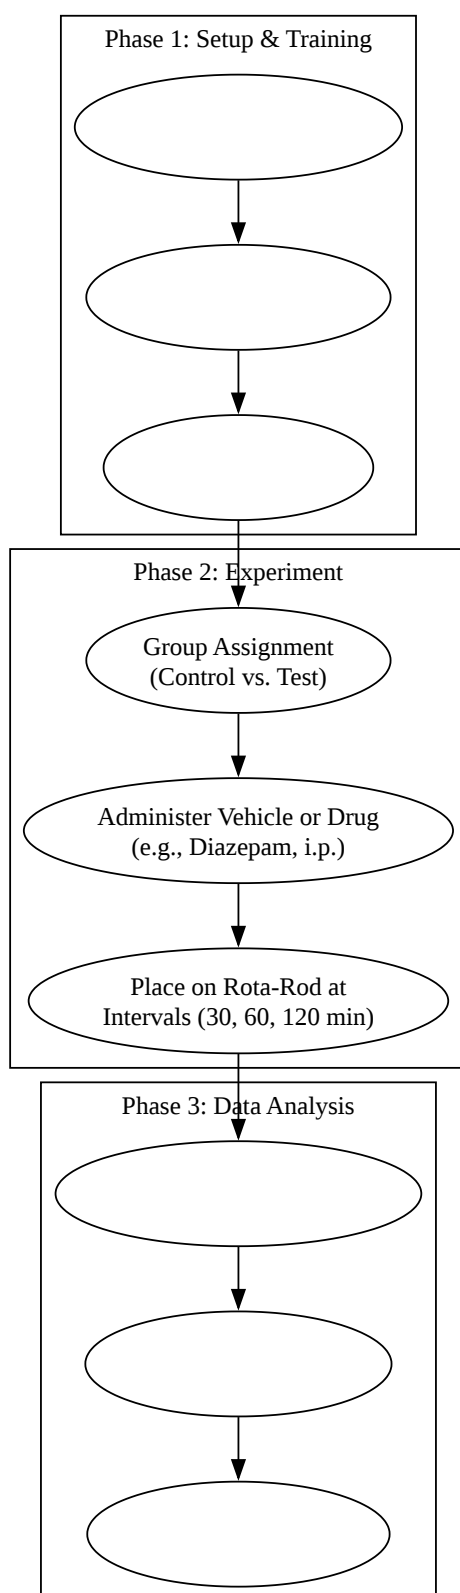 Phase 1: Setup & Training
Phase 2: Experiment
Group Assignment
(Control vs. Test)
Administer Vehicle or Drug
(e.g., Diazepam, i.p.)
Place on Rota-Rod at
Intervals (30, 60, 120 min)
Phase 3: Data Analysis